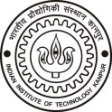 भारतीय प्रौद्योगिकी संस्थान कानपुर
INDIAN INSTITUTE OF TECHNOLOGY KANPUR